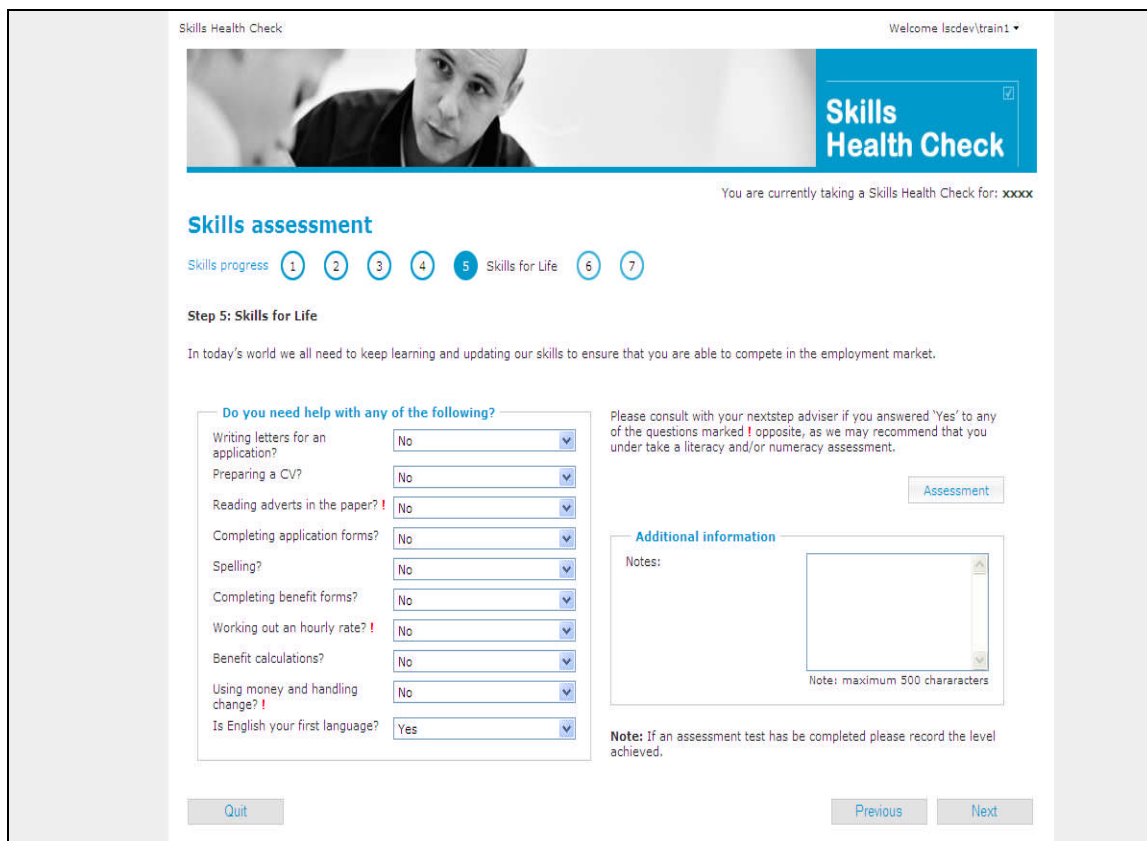 Skills Health Check
Welcome lscdev\train1
Skills
Health Check
You are currently taking a Skills Health Check for: xxxx
Skills assessment
Skills progress 1 2 3 4 5 Skills for Life 6 7
Step 5: Skills for Life
In today's world we all need to keep learning and updating our skills to ensure that you are able to compete in the employment market.
Do you need help with any of the following?
Writing letters for an
application?
No
Preparing a CV? No
Reading adverts in the paper? ! No
Completing application forms? No
Spelling? No
Completing benefit forms? No
Working out an hourly rate? ! No
Benefit calculations? No
Using money and handling
change? !
No
Is English your first language? Yes
Please consult with your nextstep adviser if you answered 'Yes' to any
of the questions marked ! opposite, as we may recommend that you
under take a literacy and/or numeracy assessment.
Assessment
Additional information
Notes:
Note: maximum 500 chararacters
Note: If an assessment test has be completed please record the level
achieved.
Quit
Previous
Next